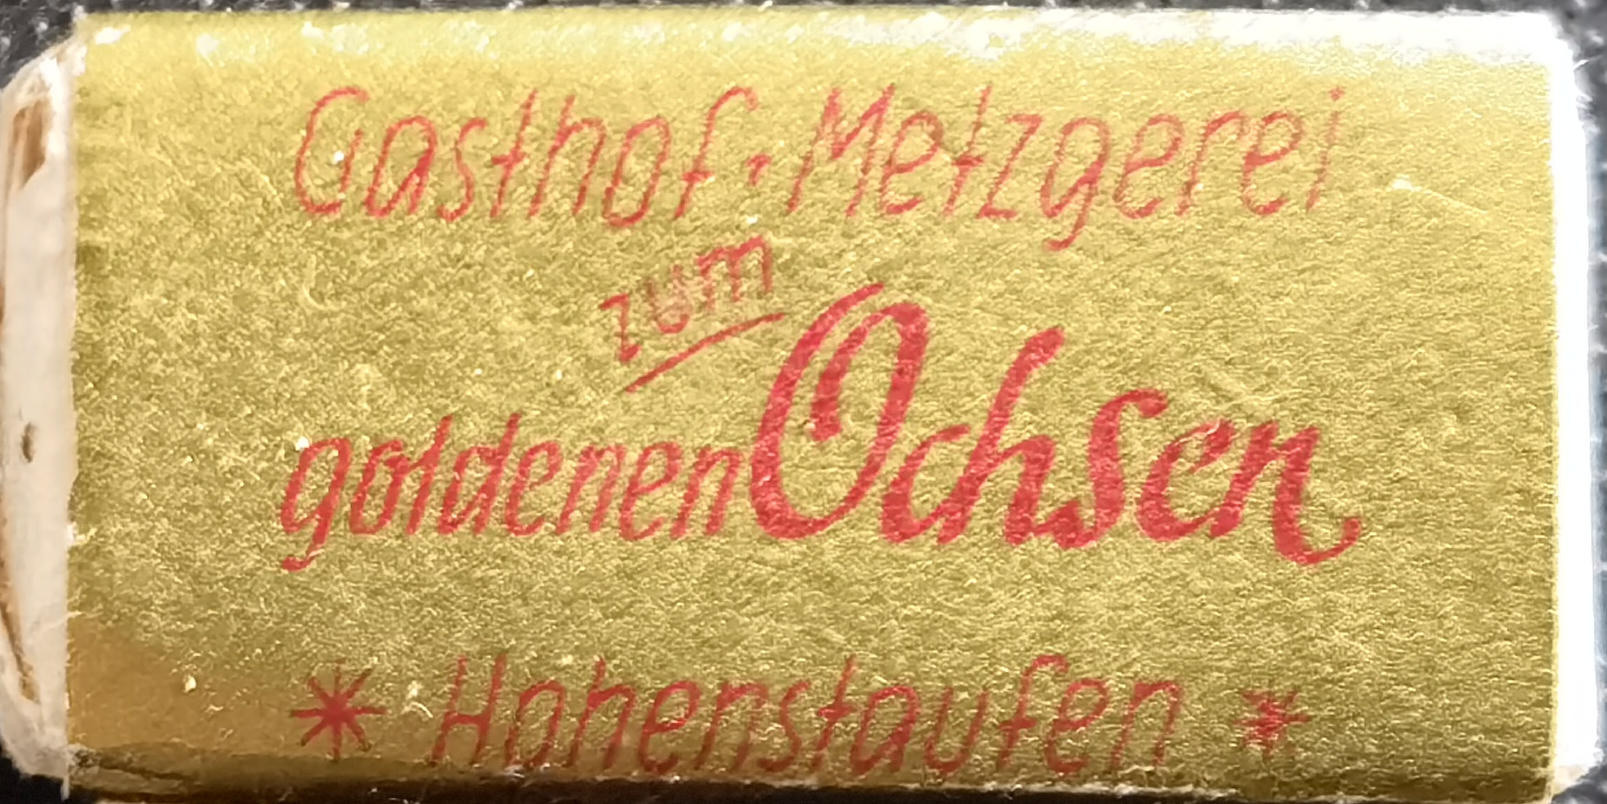 Gasthof · Metzgerei
zum
goldenen Ochsen
* Hohenstaufen *